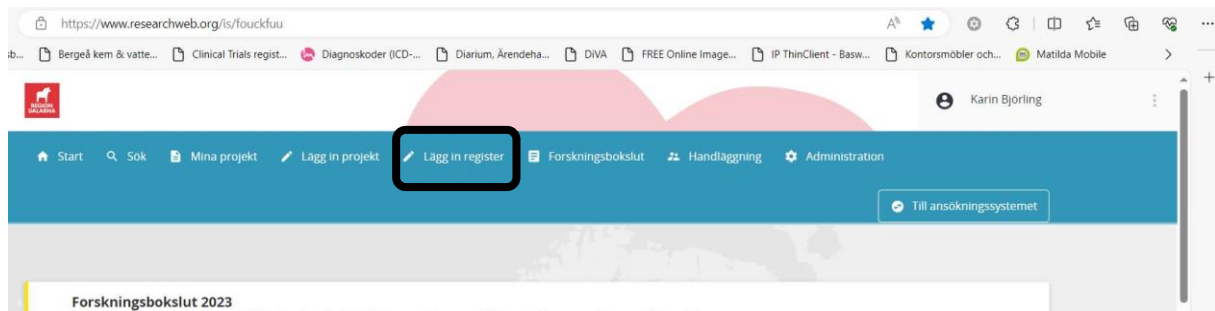 https://www.researchweb.org/is/fouckfuu
b... Bergeå kem & vatte... Clinical Trials regist... Diagnoskoder (ICD-... Diarium, Ärendeha... DiVA FREE Online Image... IP ThinClient - Basw... Kontorsmöbler och... Matilda Mobile
REGION DALARNA
Karin Björling
Start Sök Mina projekt Lägg in projekt Lägg in register Forskningsbokslut Handläggning Administration
Till ansökningssystemet
Forskningsbokslut 2023